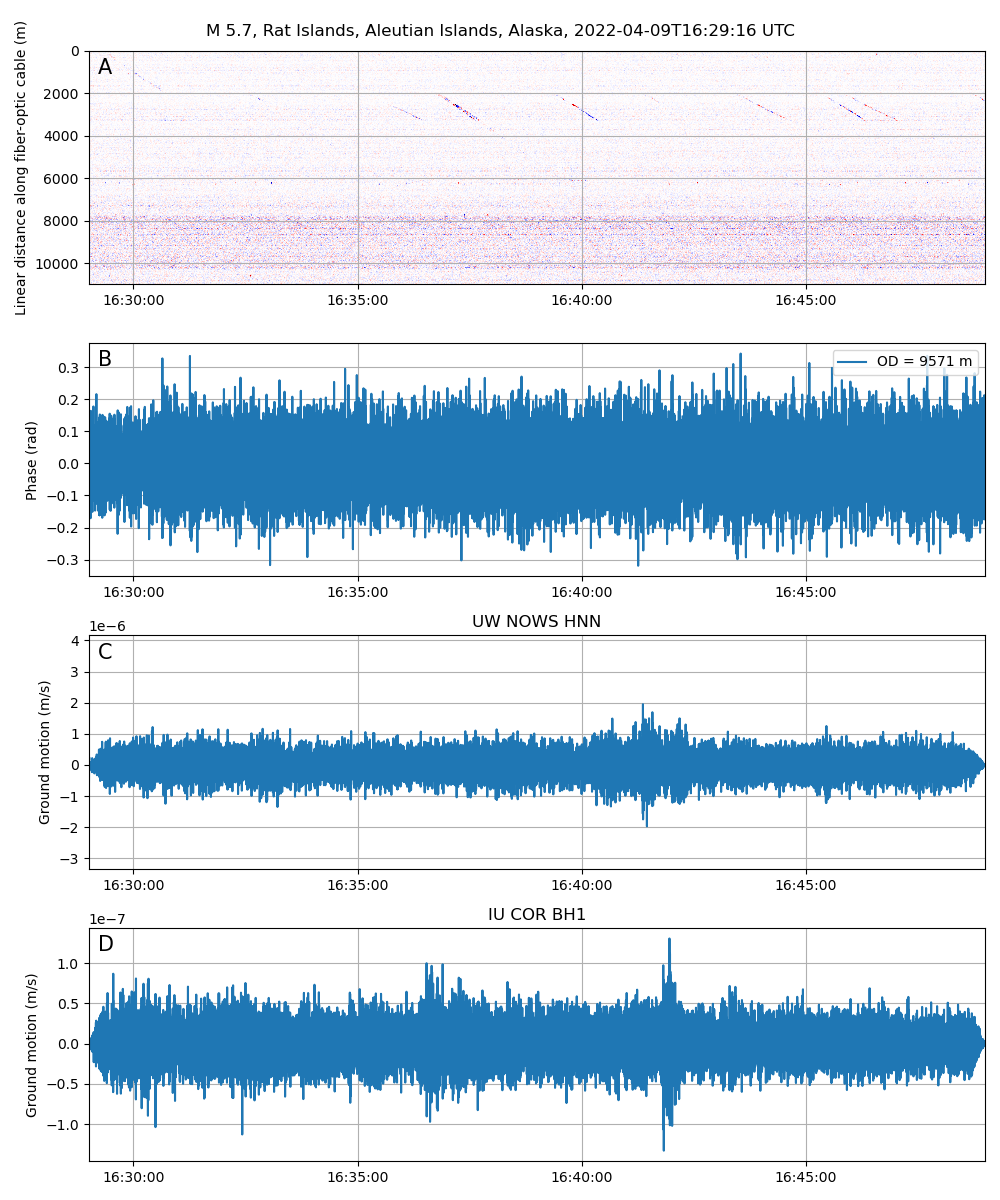 M 5.7, Rat Islands, Aleutian Islands, Alaska, 2022-04-09T16:29:16 UTC
Linear distance along fiber-optic cable (m)
A
0
2000
4000
6000
8000
10000
16:30:00 16:35:00 16:40:00 16:45:00
B
OD = 9571 m
Phase (rad)
0.3
0.2
0.1
0.0
−0.1
−0.2
−0.3
16:30:00 16:35:00 16:40:00 16:45:00
UW NOWS HNN
1e−6
C
Ground motion (m/s)
4
3
2
1
0
−1
−2
−3
16:30:00 16:35:00 16:40:00 16:45:00
IU COR BH1
1e−7
D
Ground motion (m/s)
1.0
0.5
0.0
−0.5
−1.0
16:30:00 16:35:00 16:40:00 16:45:00